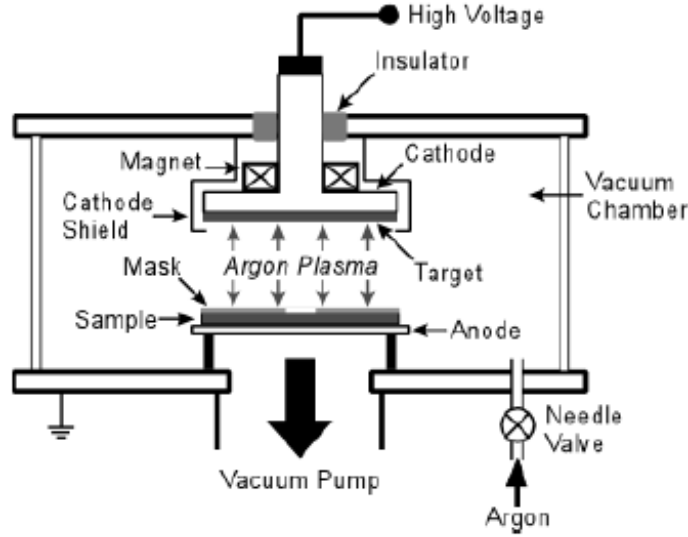 High Voltage
Insulator
Magnet
Cathode
Cathode
Shield
Vacuum
Chamber
Mask
Argon Plasma
Target
Sample
Anode
Needle
Valve
Vacuum Pump
Argon